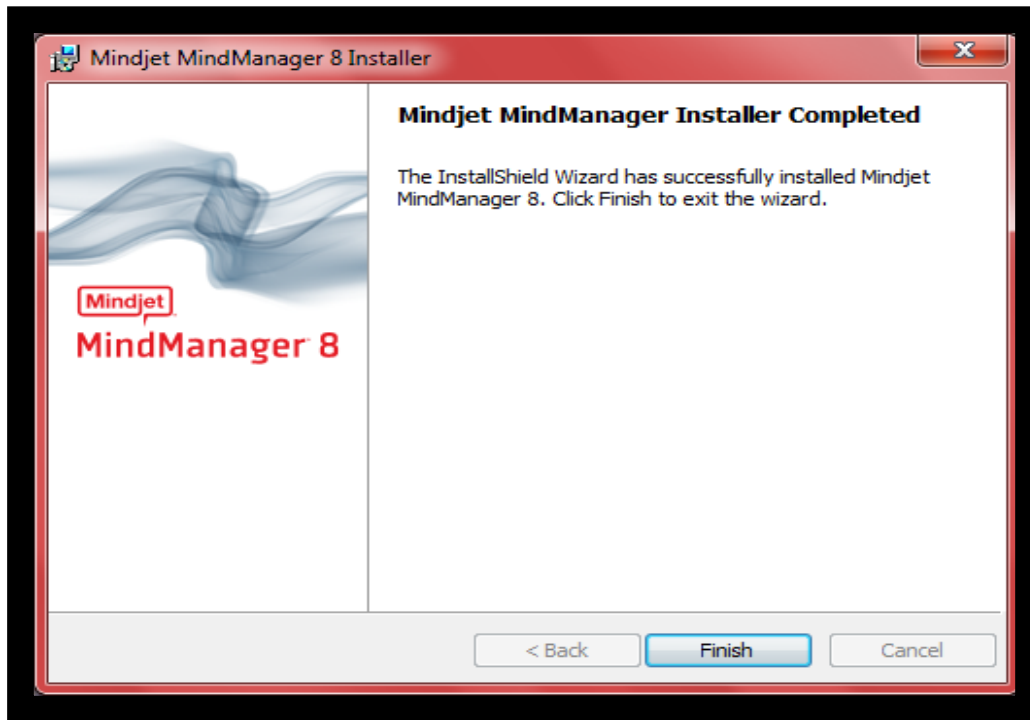 Mindjet MindManager 8 Installer
Mindjet MindManager Installer Completed
The InstallShield Wizard has successfully installed Mindjet
MindManager 8. Click Finish to exit the wizard.
Mindjet
MindManager 8
< Back
Finish
Cancel